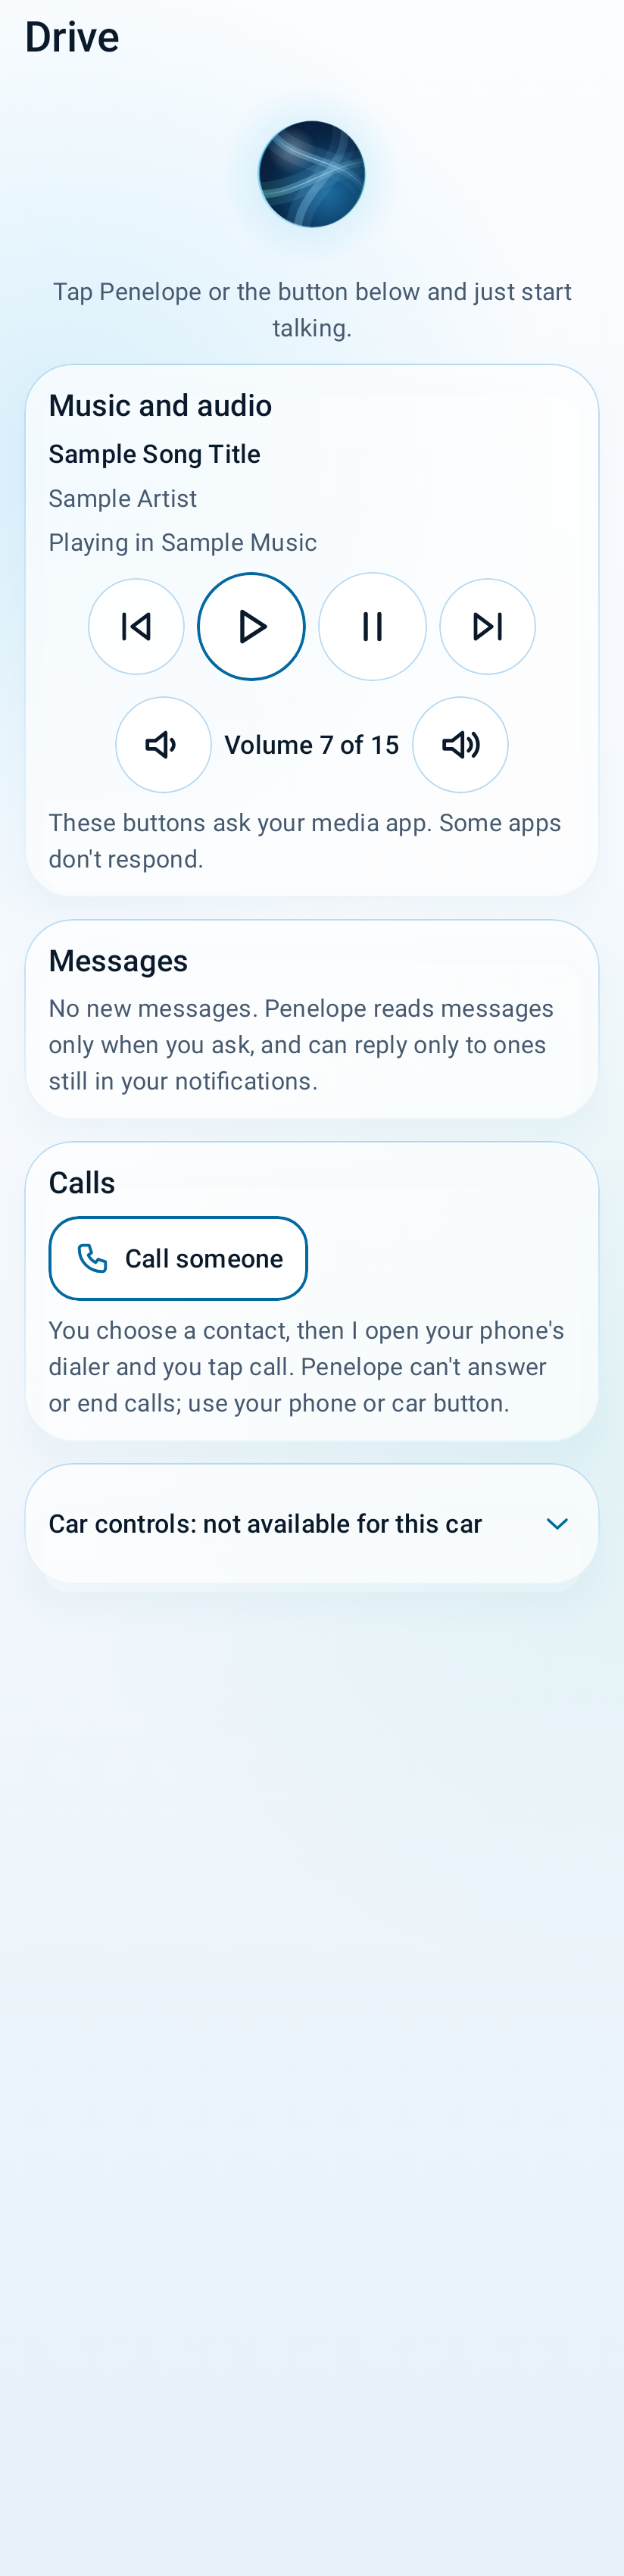 Drive
Tap Penelope or the button below and just start
talking.
Music and audio
Sample Song Title
Sample Artist
Playing in Sample Music
Volume 7 of 15
These buttons ask your media app. Some apps
don't respond.
Messages
No new messages. Penelope reads messages
only when you ask, and can reply only to ones
still in your notifications.
Calls
Call someone
You choose a contact, then I open your phone's
dialer and you tap call. Penelope can't answer
or end calls; use your phone or car button.
Car controls: not available for this car